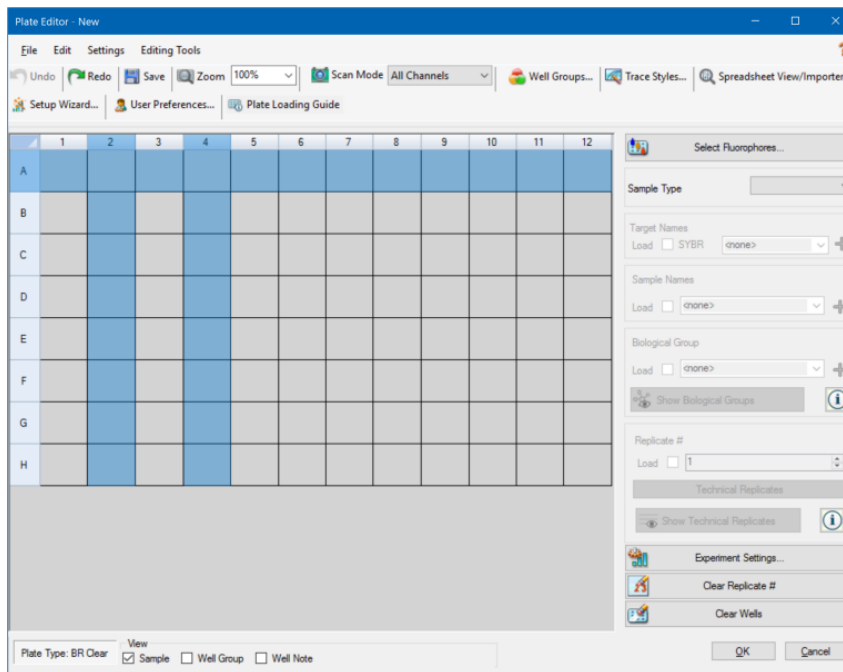 Plate Editor - New
File Edit Settings Editing Tools
Undo Redo Save Zoom 100% Scan Mode All Channels Well Groups... Trace Styles... Spreadsheet View/Importer
Setup Wizard... User Preferences... Plate Loading Guide
1 2 3 4 5 6 7 8 9 10 11 12
A
B
C
D
E
F
G
H
Select Fluorophores...
Sample Type
Target Names
Load SYBR <none>
Sample Names
Load <none>
Biological Group
Load <none>
Show Biological Groups
Replicate #
Load 1
Technical Replicates
Show Technical Replicates
Experiment Settings...
Clear Replicate #
Clear Wells
Plate Type: BR Clear
View
Sample Well Group Well Note
OK Cancel